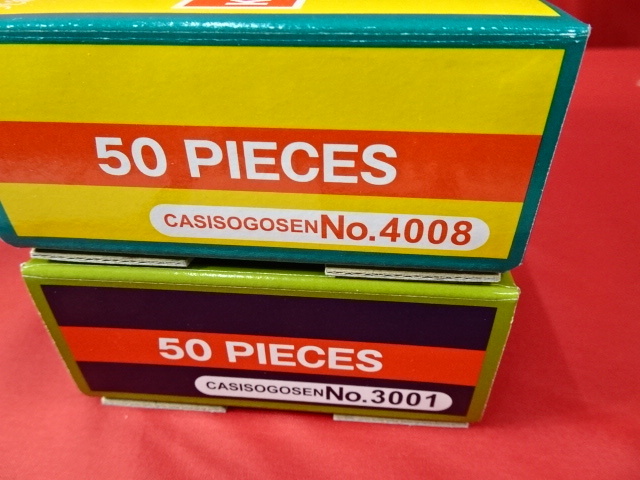 50 PIECES
CASISOGOSEN No. 4008
50 PIECES
CASISOGOSEN No. 3001